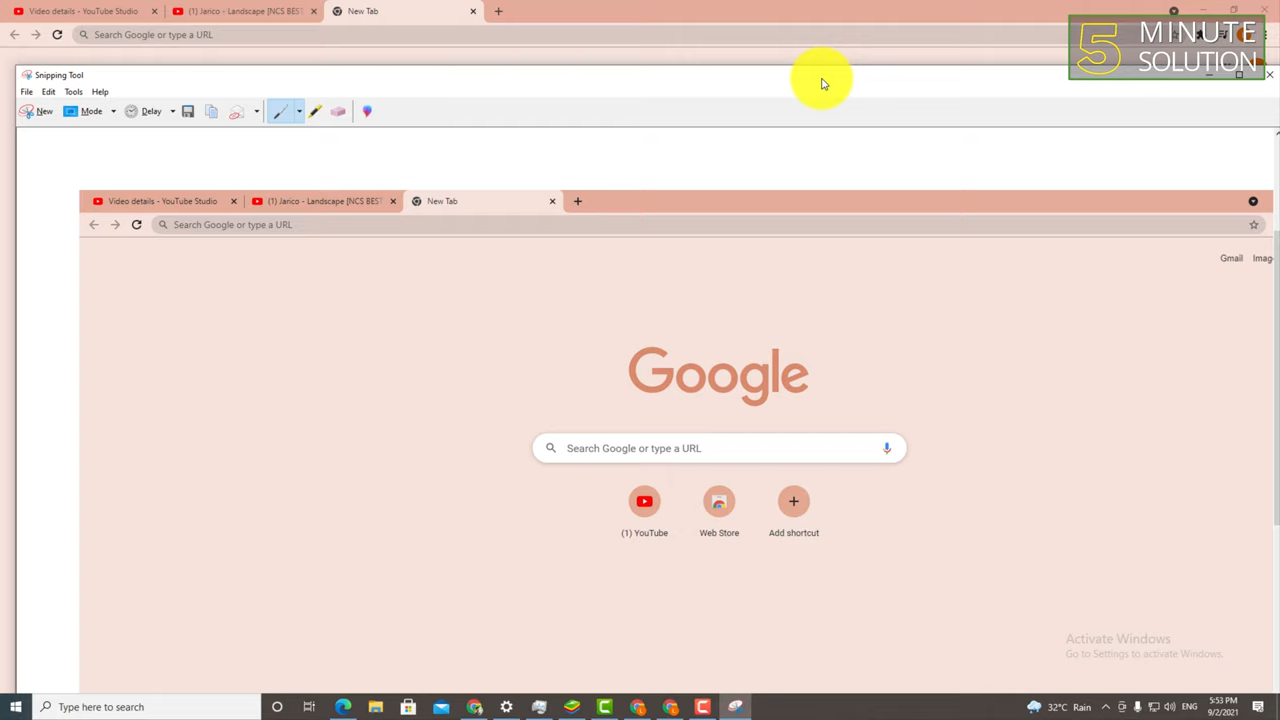 Video details - YouTube Studio
(1) Jarico - Landscape [NCS BEST
New Tab
Search Google or type a URL
5 MINUTE
SOLUTION
Snipping Tool
File Edit Tools Help
New Mode Delay
Video details - YouTube Studio
(1) Jarico - Landscape [NCS BEST
New Tab
Search Google or type a URL
Gmail Imag
Google
Search Google or type a URL
(1) YouTube Web Store Add shortcut
Activate Windows
Go to Settings to activate Windows.
Type here to search
32°C Rain
ENG
5:53 PM
9/2/2021